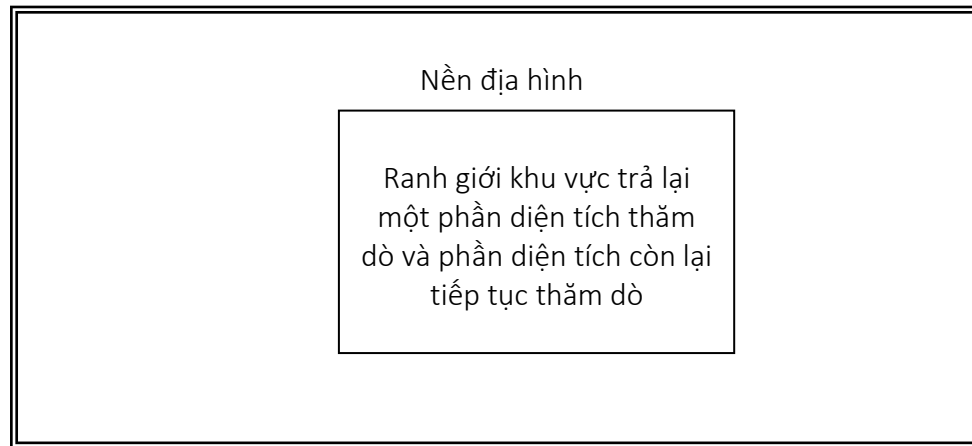 Nền địa hình
Ranh giới khu vực trả lại
một phần diện tích thăm
dò và phần diện tích còn lại
tiếp tục thăm dò